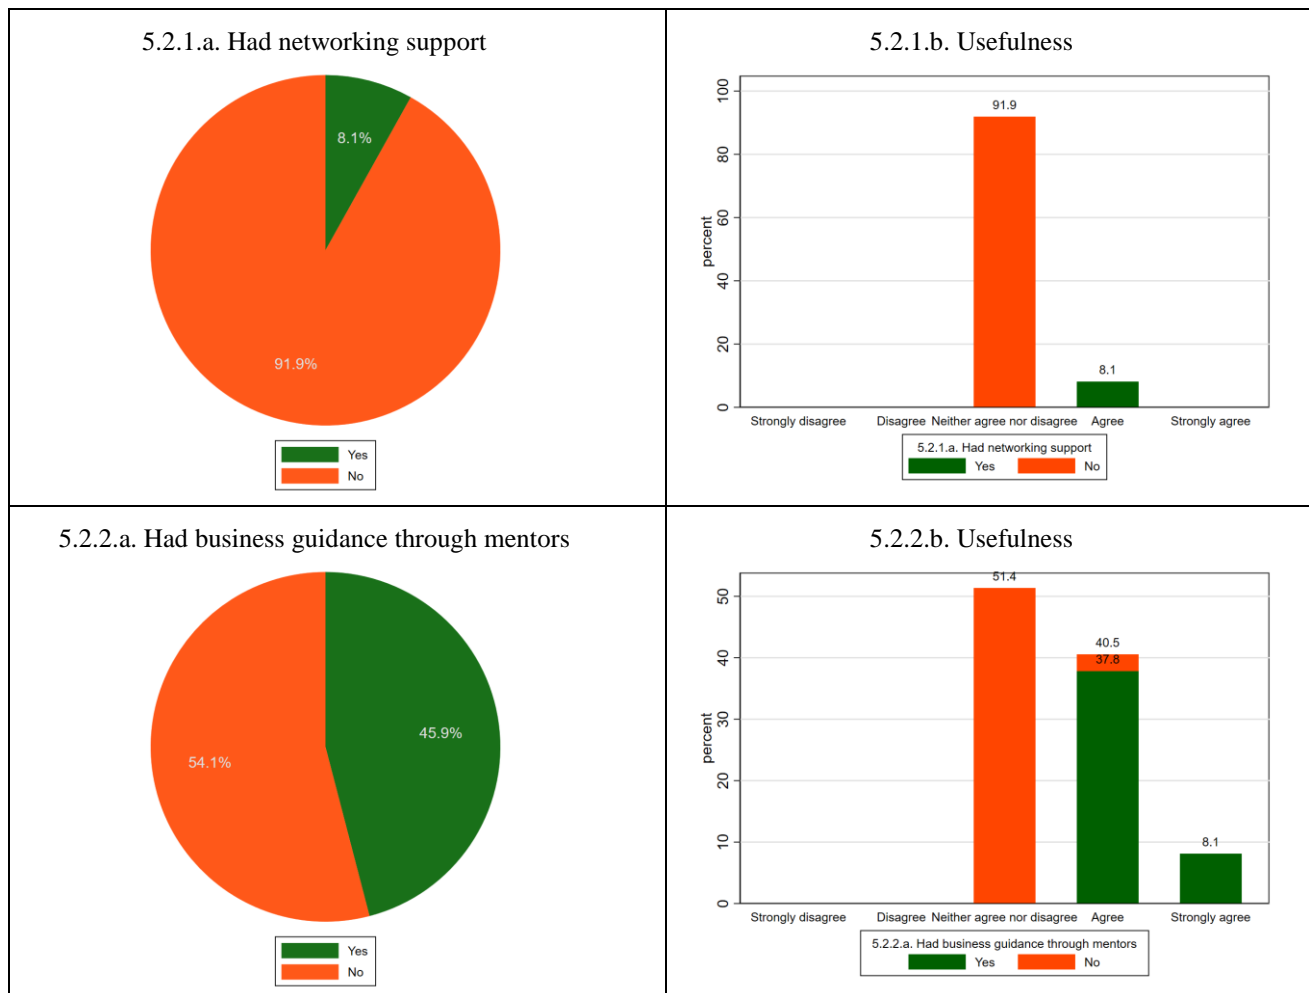 5.2.1.a. Had networking support
8.1%
91.9%
Yes
No
5.2.1.b. Usefulness
percent
100
80
60
40
20
0
91.9
8.1
Strongly disagree Disagree Neither agree nor disagree Agree Strongly agree
5.2.1.a. Had networking support
Yes No
5.2.2.a. Had business guidance through mentors
45.9%
54.1%
Yes
No
5.2.2.b. Usefulness
percent
50
40
30
20
10
0
51.4
40.5
37.8
8.1
Strongly disagree Disagree Neither agree nor disagree Agree Strongly agree
5.2.2.a. Had business guidance through mentors
Yes No